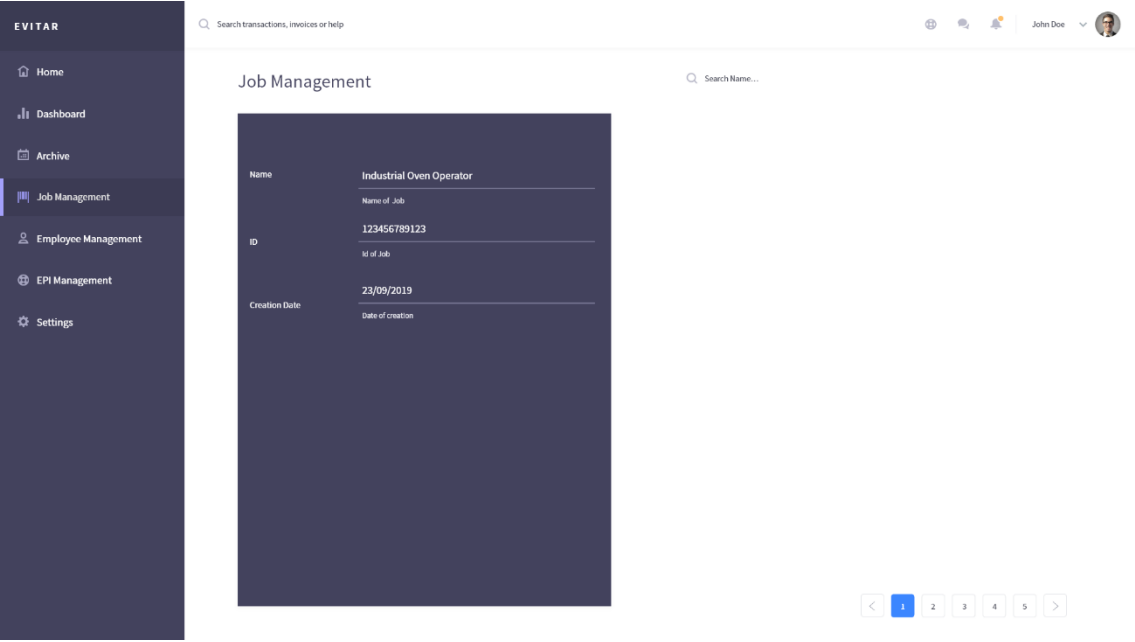 EVITAR
Search transactions, invoices or help
John Doe
Home
Dashboard
Archive
Job Management
Employee Management
EPI Management
Settings
Job Management
Search Name...
Name
Industrial Oven Operator
Name of Job
ID
123456789123
Id of Job
Creation Date
23/09/2019
Date of creation
1 2 3 4 5